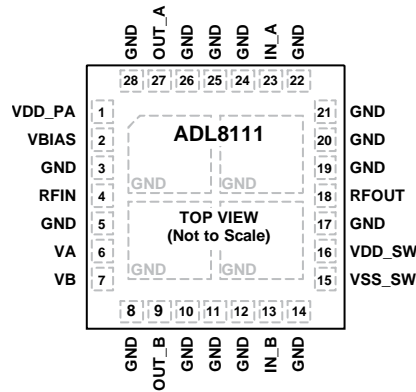 GND
OUT_A
GND
GND
GND
IN_A
GND
28
27
26
25
24
23
22
VDD_PA 1
VBIAS 2
GND 3
RFIN 4
GND 5
VA 6
VB 7
21 GND
20 GND
19 GND
18 RFOUT
17 GND
16 VDD_SW
15 VSS_SW
ADL8111
GND
GND
TOP VIEW
(Not to Scale)
GND
GND
8
9
10
11
12
13
14
GND
OUT_B
GND
GND
GND
IN_B
GND